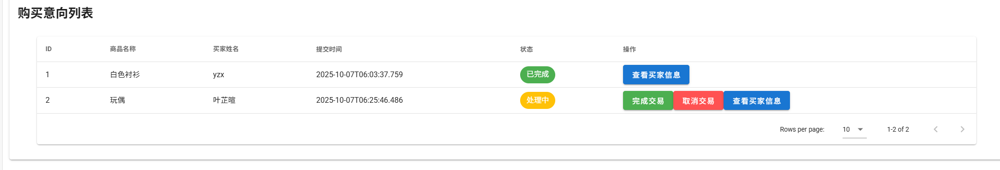 购买意向列表
ID 商品名称 买家姓名 提交时间 状态 操作
1 白色衬衫 yzx 2025-10-07T06:03:37.759 已完成 查看买家信息
2 玩偶 叶芷暄 2025-10-07T06:25:46.486 处理中 完成交易 取消交易 查看买家信息
Rows per page: 10 1-2 of 2